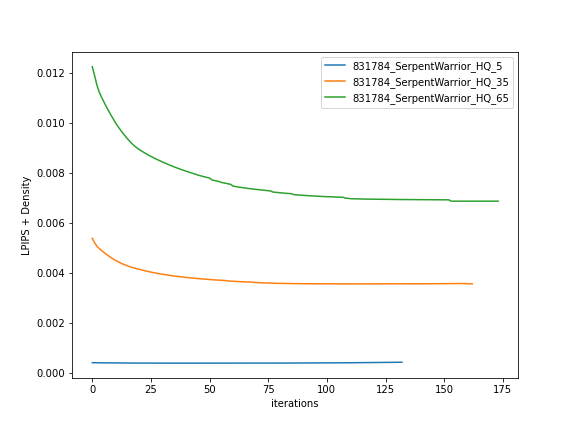 831784_SerpentWarrior_HQ_5
831784_SerpentWarrior_HQ_35
831784_SerpentWarrior_HQ_65
LPIPS + Density
0.012
0.010
0.008
0.006
0.004
0.002
0.000
0 25 50 75 100 125 150 175
iterations